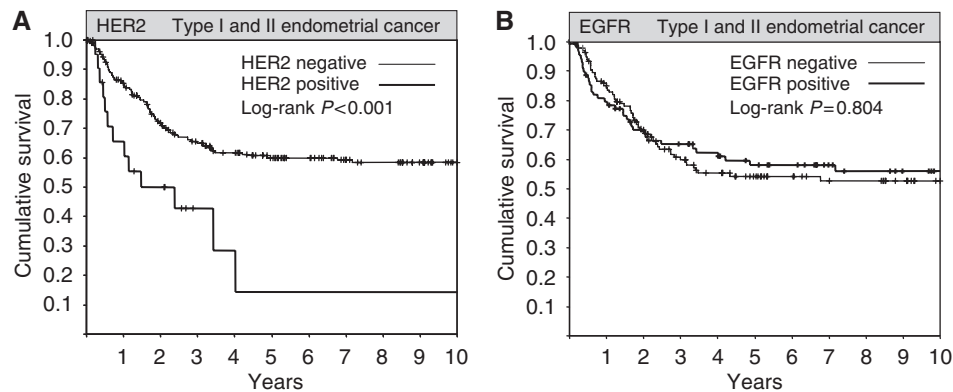 A
HER2 Type I and II endometrial cancer
HER2 negative
HER2 positive
Log-rank P<0.001
Cumulative survival
1.0
0.9
0.8
0.7
0.6
0.5
0.4
0.3
0.2
0.1
1 2 3 4 5 6 7 8 9 10
Years
B
EGFR Type I and II endometrial cancer
EGFR negative
EGFR positive
Log-rank P=0.804
Cumulative survival
1.0
0.9
0.8
0.7
0.6
0.5
0.4
0.3
0.2
0.1
1 2 3 4 5 6 7 8 9 10
Years